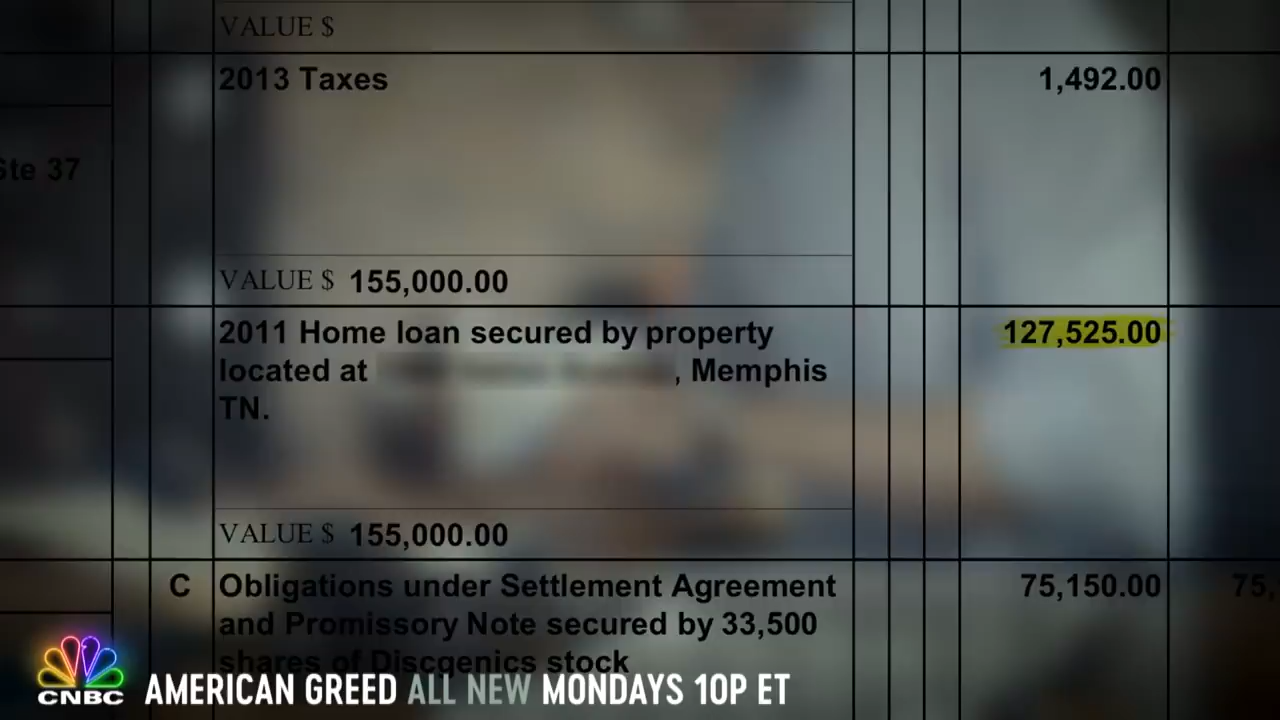 VALUE $
2013 Taxes 1,492.00
Ste 37
VALUE $ 155,000.00
2011 Home loan secured by property 127,525.00
located at , Memphis
TN.
VALUE $ 155,000.00
C Obligations under Settlement Agreement 75,150.00 75,
and Promissory Note secured by 33,500
shares of Discgenics stock
CNBC AMERICAN GREED ALL NEW MONDAYS 10P ET